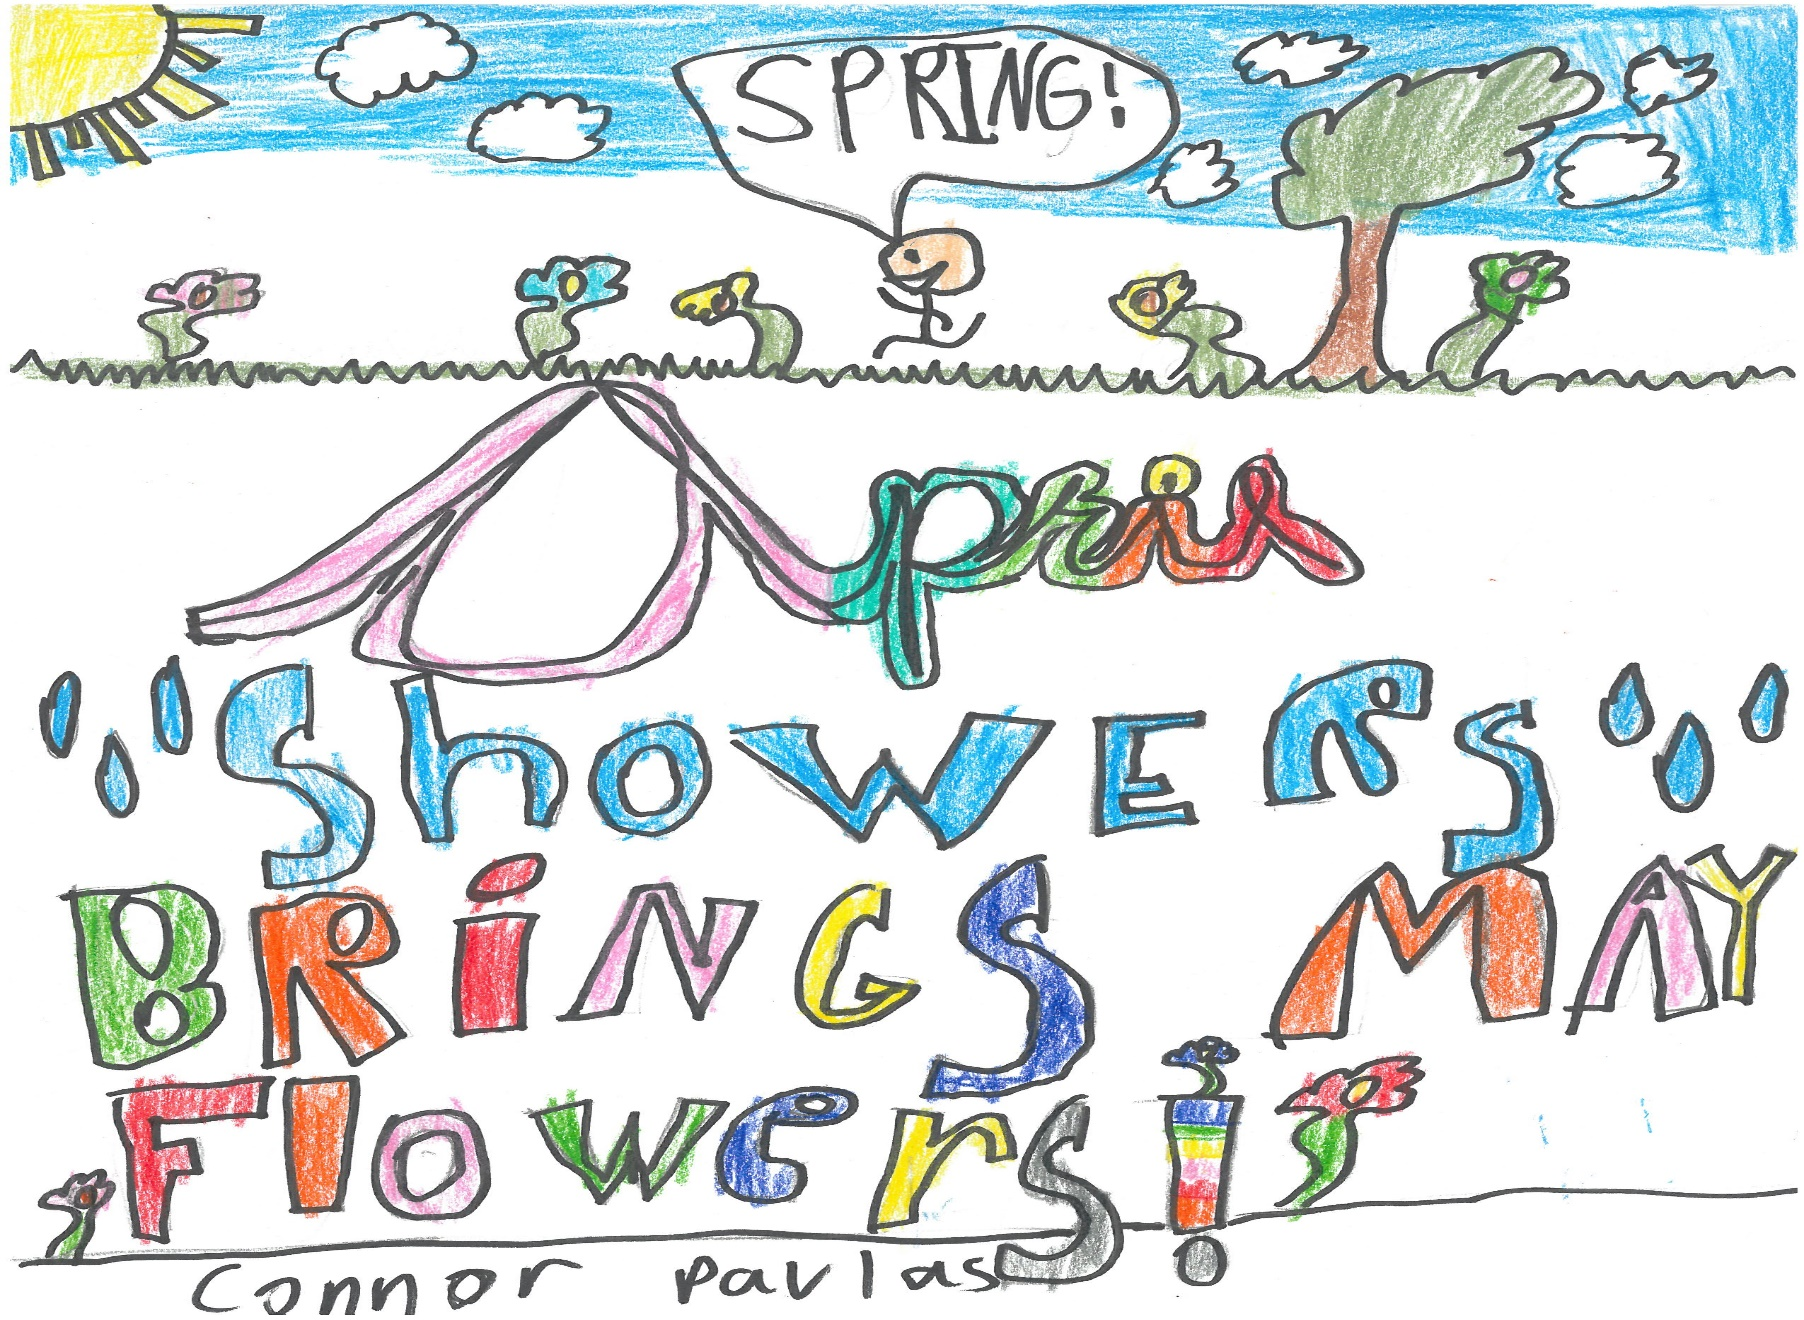 SPRING!
April
"ShOWERS"
BRiNGS MAY
FlOWerS!
Connor pavlas